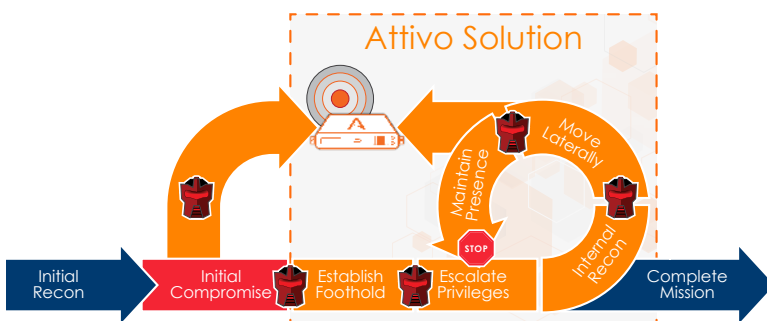 Attivo Solution
Move
Laterally
Maintain
Presence
STOP
Internal
Recon
Initial
Recon
Initial
Compromise
Establish
Foothold
Escalate
Privileges
Complete
Mission